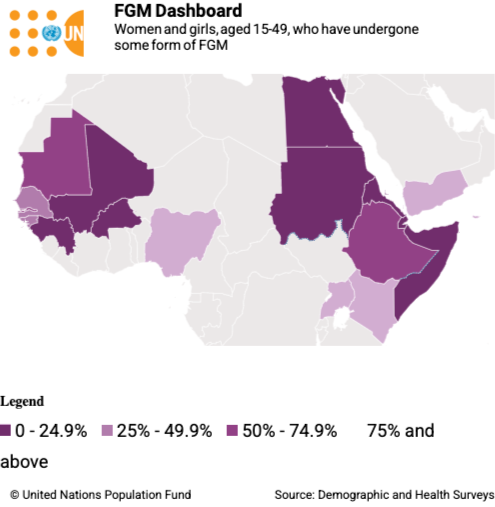 UN
FGM Dashboard
Women and girls, aged 15-49, who have undergone
some form of FGM
Legend
0 - 24.9% 25% - 49.9% 50% - 74.9% 75% and
above
© United Nations Population Fund Source: Demographic and Health Surveys